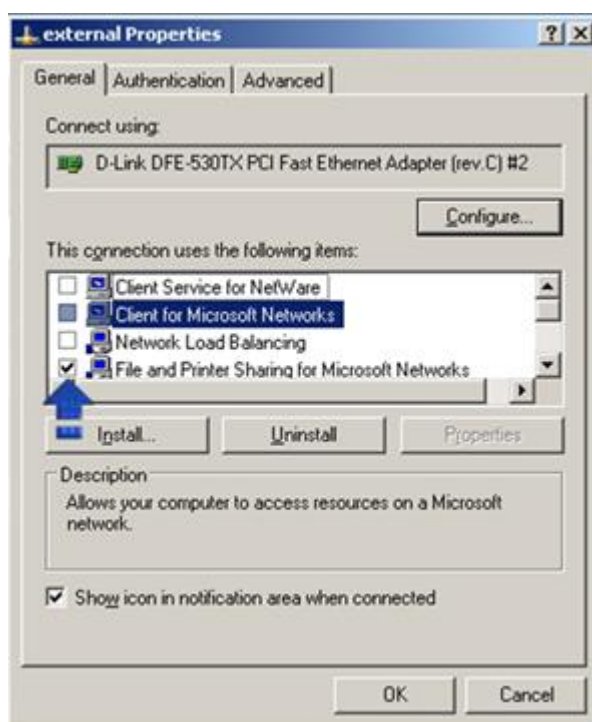 external Properties
General Authentication Advanced
Connect using:
D-Link DFE-530TX PCI Fast Ethernet Adapter (rev.C) #2
Configure...
This connection uses the following items:
Client Service for NetWare
Client for Microsoft Networks
Network Load Balancing
File and Printer Sharing for Microsoft Networks
Install... Uninstall Properties
Description
Allows your computer to access resources on a Microsoft
network.
Show icon in notification area when connected
OK Cancel